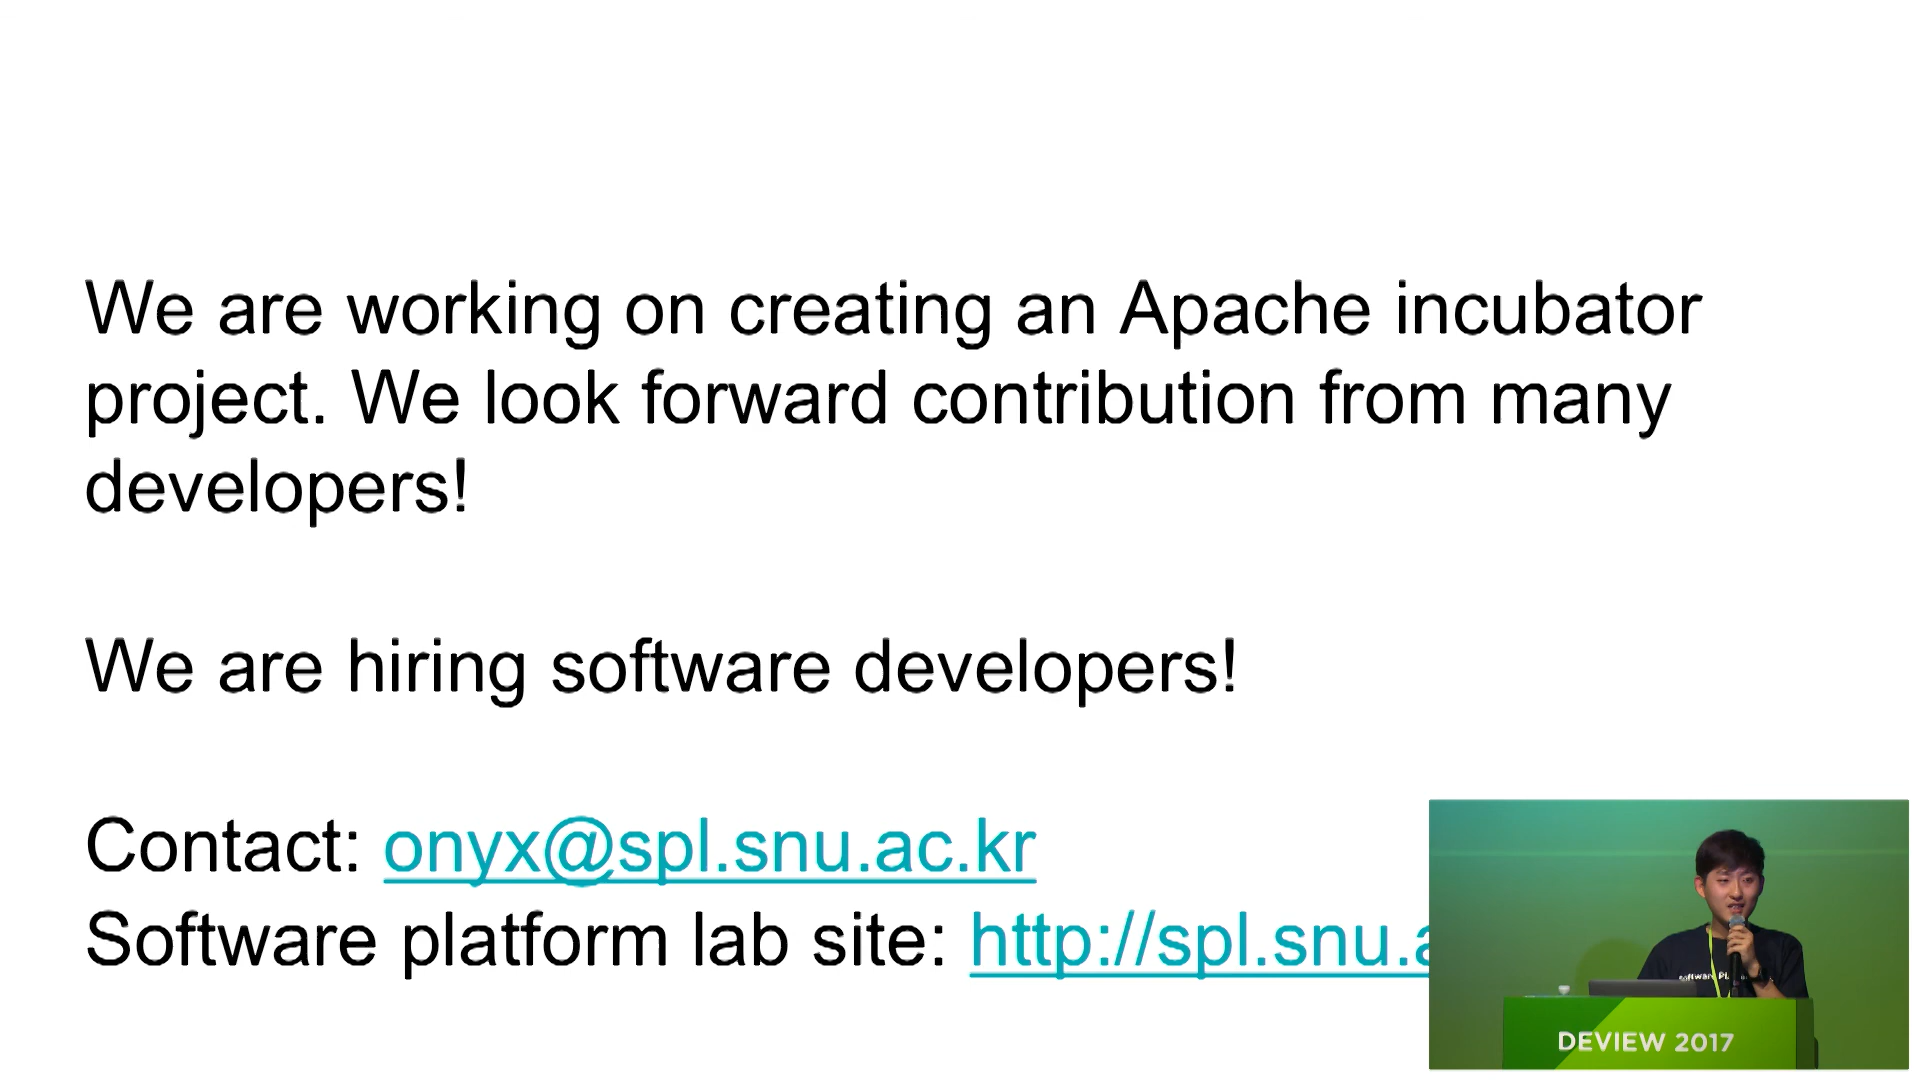 We are working on creating an Apache incubator
project. We look forward contribution from many
developers!
We are hiring software developers!
Contact: onyx@spl.snu.ac.kr
Software platform lab site: http://spl.snu.a
DEVIEW 2017